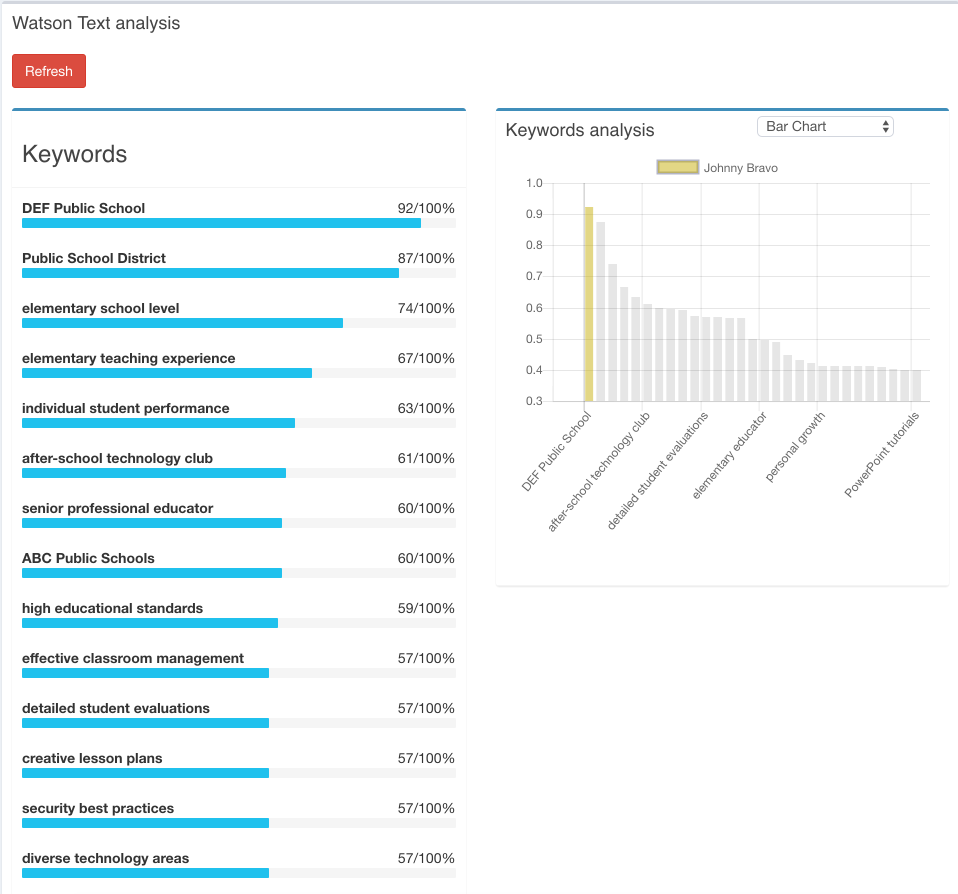 Watson Text analysis
Refresh
Keywords
DEF Public School 92/100%
Public School District 87/100%
elementary school level 74/100%
elementary teaching experience 67/100%
individual student performance 63/100%
after-school technology club 61/100%
senior professional educator 60/100%
ABC Public Schools 60/100%
high educational standards 59/100%
effective classroom management 57/100%
detailed student evaluations 57/100%
creative lesson plans 57/100%
security best practices 57/100%
diverse technology areas 57/100%
Keywords analysis
Bar Chart
Johnny Bravo
1.0
0.9
0.8
0.7
0.6
0.5
0.4
0.3
DEF Public School
after-school technology club
detailed student evaluations
elementary educator
personal growth
PowerPoint tutorials